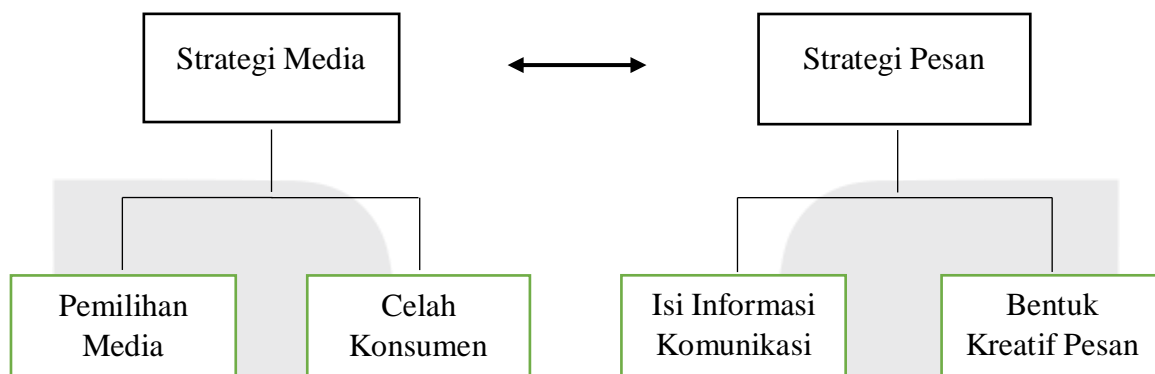 Strategi Media
Strategi Pesan
Pemilihan
Media
Celah
Konsumen
Isi Informasi
Komunikasi
Bentuk
Kreatif Pesan